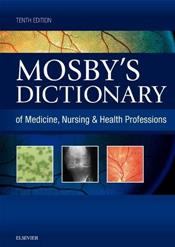 TENTH EDITION
MOSBY'S
DICTIONARY
of Medicine, Nursing & Health Professions
ELSEVIER